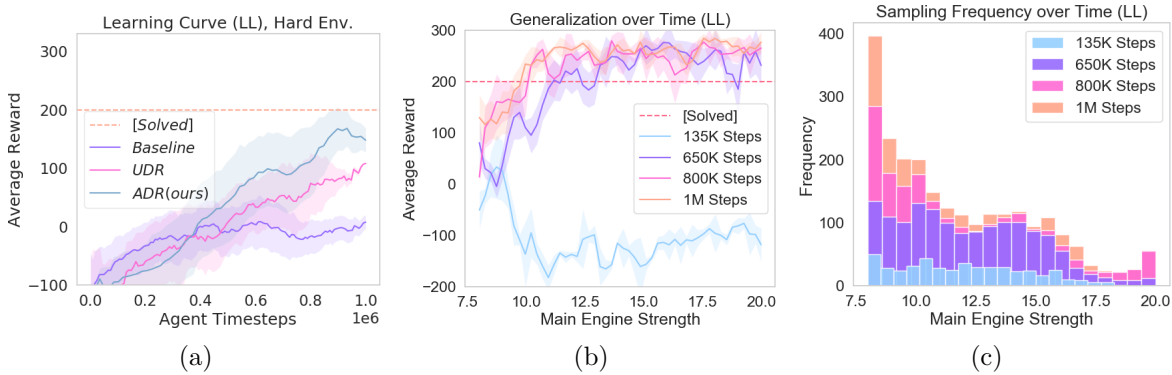 Learning Curve (LL), Hard Env.
300
200
100
0
−100
Average Reward
[Solved]
Baseline
UDR
ADR(ours)
0.0 0.2 0.4 0.6 0.8 1.0
1e6
Agent Timesteps
(a)
Generalization over Time (LL)
300
200
100
0
−100
−200
Average Reward
[Solved]
135K Steps
650K Steps
800K Steps
1M Steps
7.5 10.0 12.5 15.0 17.5 20.0
Main Engine Strength
(b)
Sampling Frequency over Time (LL)
400
300
200
100
0
Frequency
135K Steps
650K Steps
800K Steps
1M Steps
7.5 10.0 12.5 15.0 17.5 20.0
Main Engine Strength
(c)